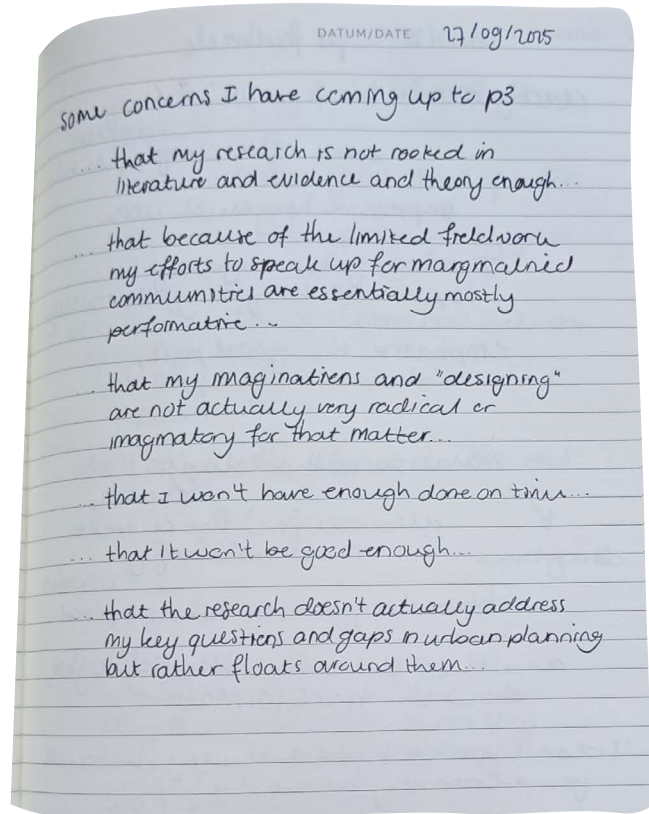 DATUM/DATE 27/09/2025
some concerns I have coming up to p3
... that my research is not rooked in
literature and evidence and theory enough...
... that because of the limited fieldwork
my efforts to speak up for marginalised
communities are essentially mostly
performative...
... that my imaginations and "designing"
are not actually very radical or
imaginatory for that matter...
... that I won't have enough done on time...
... that it won't be good enough...
... that the research doesn't actually address
my key questions and gaps in urban planning
but rather floats around them...